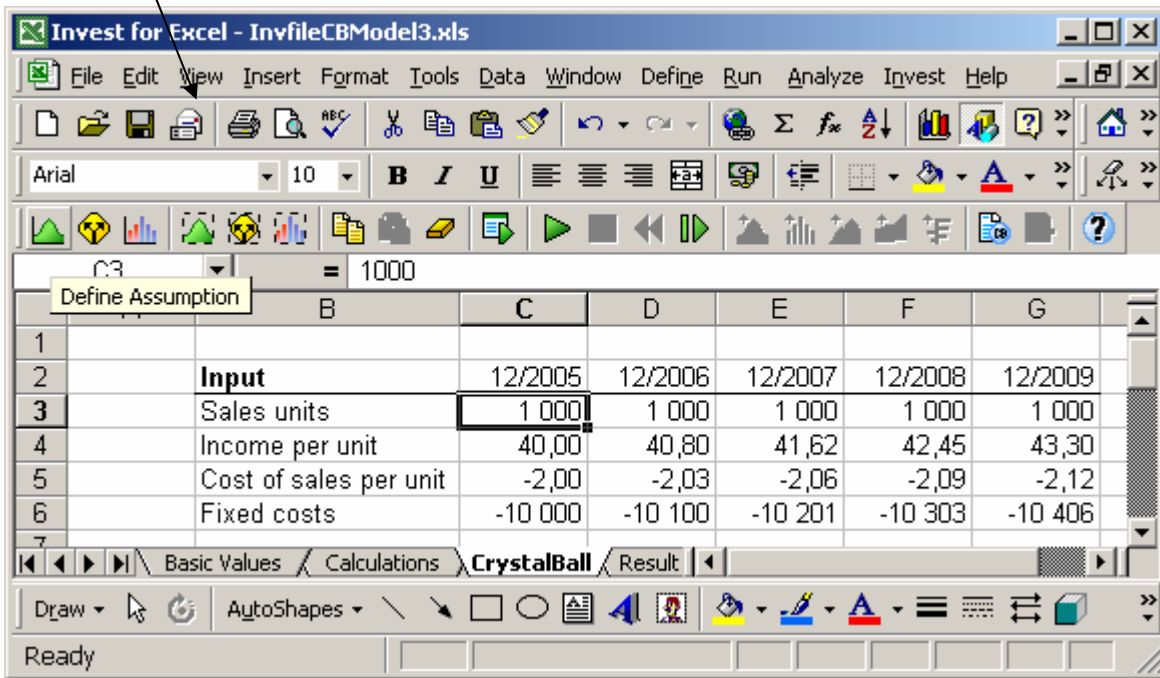 Invest for Excel - InvfileCBModel3.xls
File Edit View Insert Format Tools Data Window Define Run Analyze Invest Help
ABC Σ fx A Z ?
Arial 10 B I U a A
CB ?
C3 = 1000
Define Assumption
B C D E F G
1
2 Input 12/2005 12/2006 12/2007 12/2008 12/2009
3 Sales units 1 000 1 000 1 000 1 000 1 000
4 Income per unit 40,00 40,80 41,62 42,45 43,30
5 Cost of sales per unit -2,00 -2,03 -2,06 -2,09 -2,12
6 Fixed costs -10 000 -10 100 -10 201 -10 303 -10 406
Basic Values Calculations CrystalBall Result
Draw AutoShapes A A
Ready